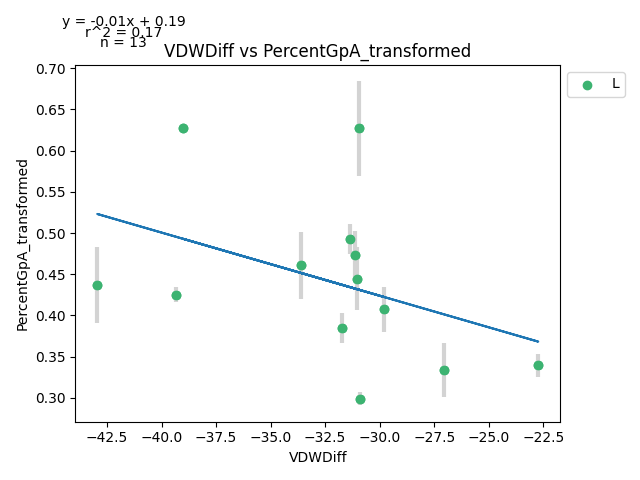 y = -0.01x + 0.19
r^2 = 0.17
n = 13
VDWDiff vs PercentGpA_transformed
L
PercentGpA_transformed
0.70
0.65
0.60
0.55
0.50
0.45
0.40
0.35
0.30
−42.5 −40.0 −37.5 −35.0 −32.5 −30.0 −27.5 −25.0 −22.5
VDWDiff